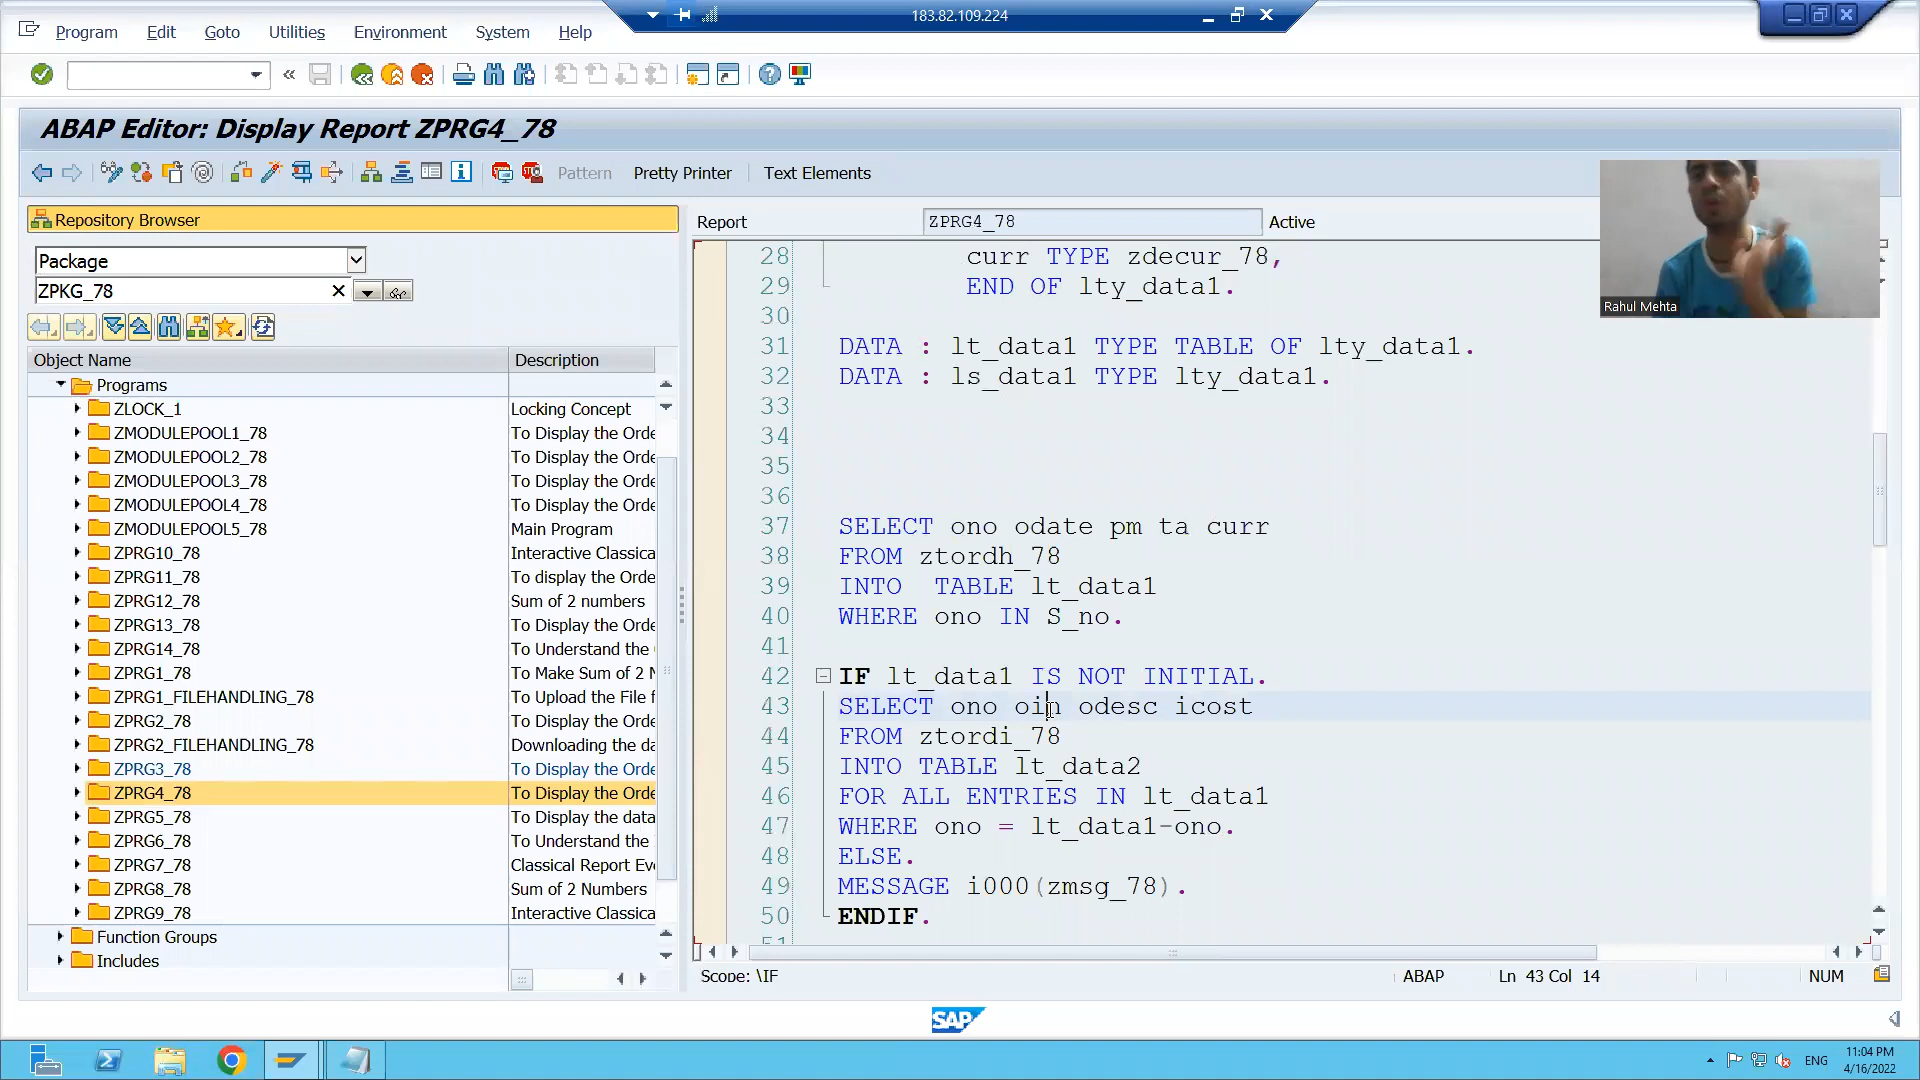 183.82.109.224
Program Edit Goto Utilities Environment System Help
ABAP Editor: Display Report ZPRG4_78
Pattern Pretty Printer Text Elements
Repository Browser
Package
ZPKG_78
Object Name Description
Programs
ZLOCK_1 Locking Concept
ZMODULEPOOL1_78 To Display the Orde
ZMODULEPOOL2_78 To Display the Orde
ZMODULEPOOL3_78 To Display the Orde
ZMODULEPOOL4_78 To Display the Orde
ZMODULEPOOL5_78 Main Program
ZPRG10_78 Interactive Classica
ZPRG11_78 To display the Orde
ZPRG12_78 Sum of 2 numbers
ZPRG13_78 To Display the Orde
ZPRG14_78 To Understand the
ZPRG1_78 To Make Sum of 2 N
ZPRG1_FILEHANDLING_78 To Upload the File f
ZPRG2_78 To Display the Orde
ZPRG2_FILEHANDLING_78 Downloading the da
ZPRG3_78 To Display the Orde
ZPRG4_78 To Display the Orde
ZPRG5_78 To Display the data
ZPRG6_78 To Understand the
ZPRG7_78 Classical Report Eve
ZPRG8_78 Sum of 2 Numbers
ZPRG9_78 Interactive Classica
Function Groups
Includes
Report ZPRG4_78 Active
28 curr TYPE zdecur_78,
29 END OF lty_data1.
30
31 DATA : lt_data1 TYPE TABLE OF lty_data1.
32 DATA : ls_data1 TYPE lty_data1.
33
34
35
36
37 SELECT ono odate pm ta curr
38 FROM ztordh_78
39 INTO TABLE lt_data1
40 WHERE ono IN S_no.
41
42 IF lt_data1 IS NOT INITIAL.
43 SELECT ono oin odesc icost
44 FROM ztordi_78
45 INTO TABLE lt_data2
46 FOR ALL ENTRIES IN lt_data1
47 WHERE ono = lt_data1-ono.
48 ELSE.
49 MESSAGE i000(zmsg_78).
50 ENDIF.
51
Rahul Mehta
Scope: \IF ABAP Ln 43 Col 14 NUM
SAP
ENG
11:04 PM
4/16/2022